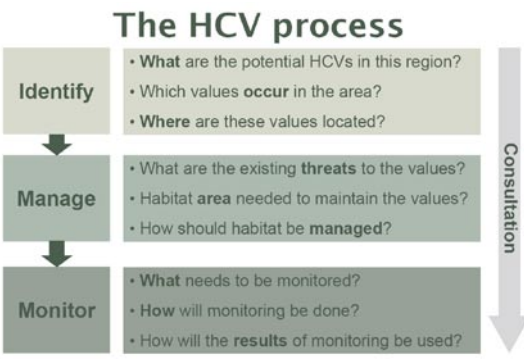 The HCV process
Identify
• What are the potential HCVs in this region?
• Which values occur in the area?
• Where are these values located?
Manage
• What are the existing threats to the values?
• Habitat area needed to maintain the values?
• How should habitat be managed?
Monitor
• What needs to be monitored?
• How will monitoring be done?
• How will the results of monitoring be used?
Consultation